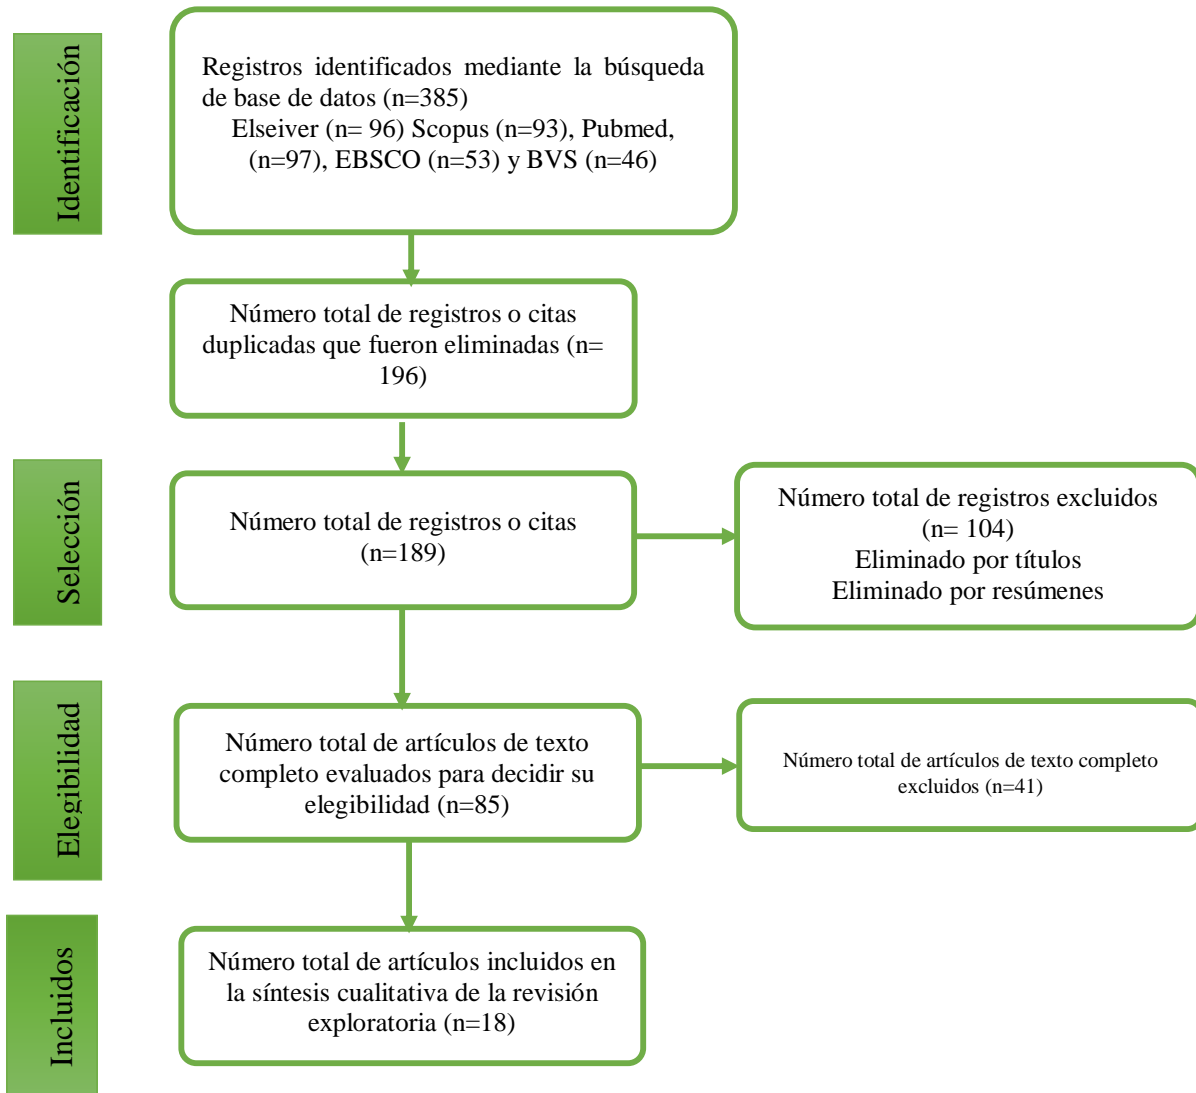 Identificación
Registros identificados mediante la búsqueda
de base de datos (n=385)
Elseiver (n= 96) Scopus (n=93), Pubmed,
(n=97), EBSCO (n=53) y BVS (n=46)
Número total de registros o citas
duplicadas que fueron eliminadas (n=
196)
Selección
Número total de registros o citas
(n=189)
Número total de registros excluidos
(n= 104)
Eliminado por títulos
Eliminado por resúmenes
Elegibilidad
Número total de artículos de texto
completo evaluados para decidir su
elegibilidad (n=85)
Número total de artículos de texto completo
excluidos (n=41)
Incluidos
Número total de artículos incluidos en
la síntesis cualitativa de la revisión
exploratoria (n=18)